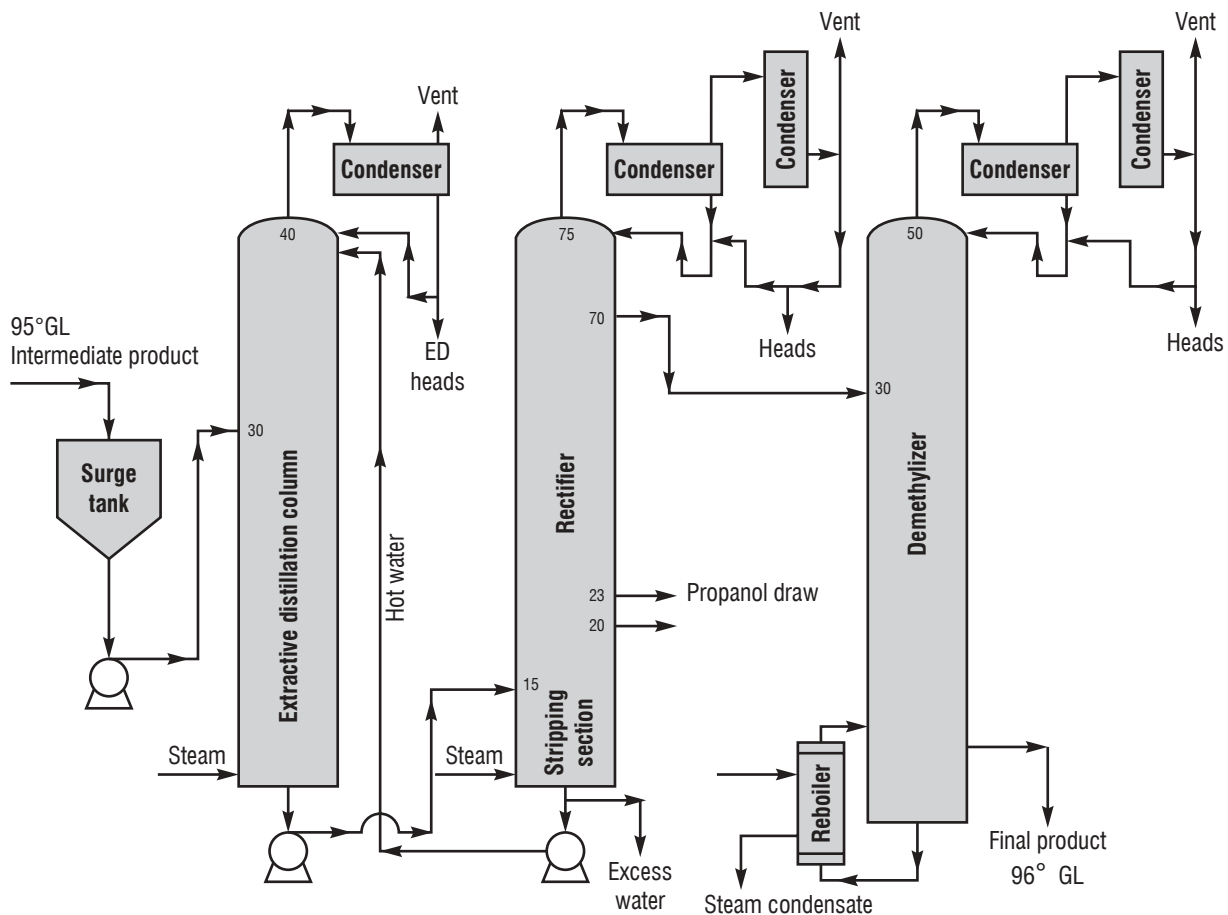 Vent
Vent
Vent
Condenser
Condenser
Condenser
Condenser
Condenser
40
75
50
95°GL
Intermediate product
ED
heads
70
Heads
Heads
30
30
Surge
tank
Extractive distillation column
Hot water
Rectifier
Demethylizer
23
Propanol draw
20
15
Stripping
section
Steam
Steam
Reboiler
Excess
water
Final product
96° GL
Steam condensate